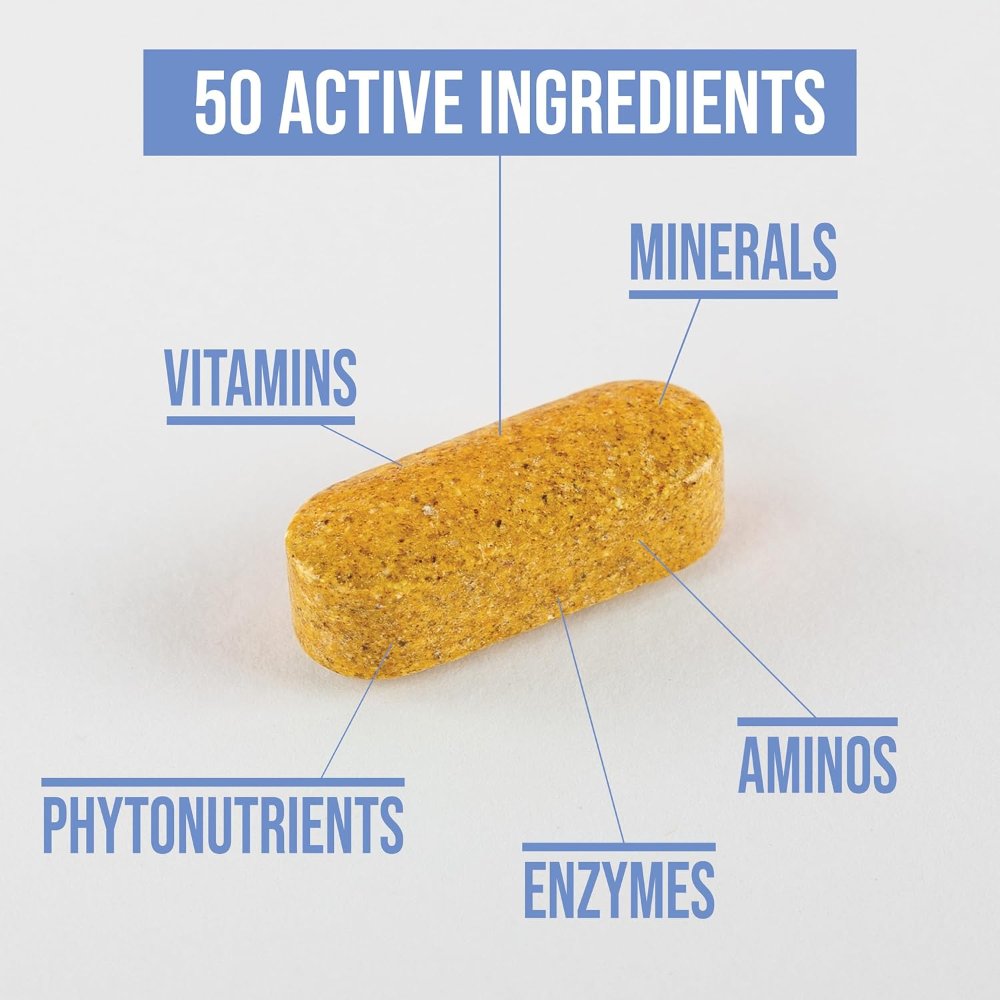 50 ACTIVE INGREDIENTS
MINERALS
VITAMINS
AMINOS
PHYTONUTRIENTS
ENZYMES